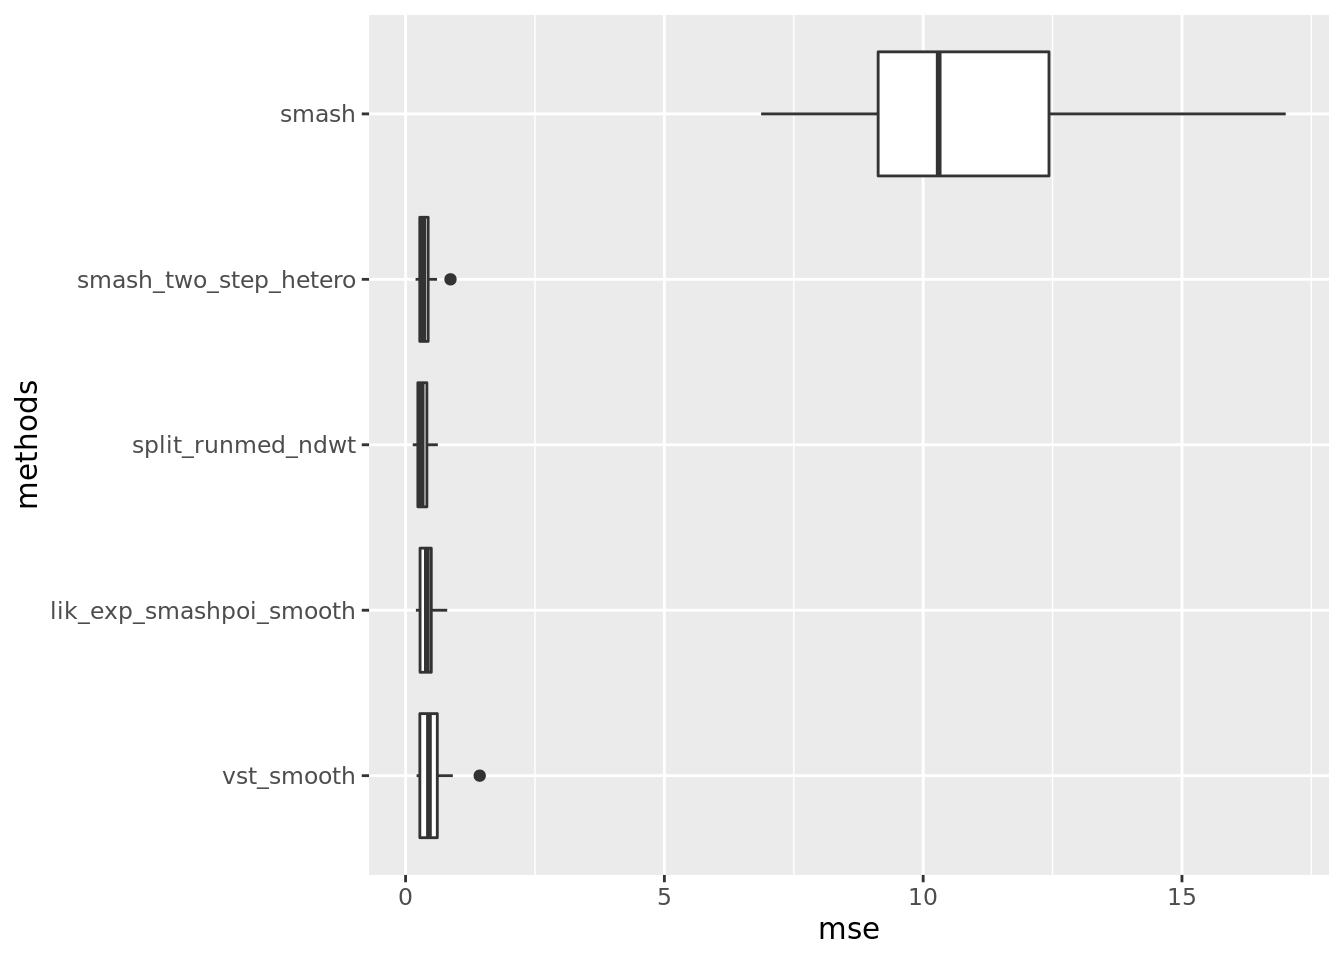 smash
smash_two_step_hetero
split_runmed_ndwt
lik_exp_smashpoi_smooth
vst_smooth
methods
0 5 10 15
mse